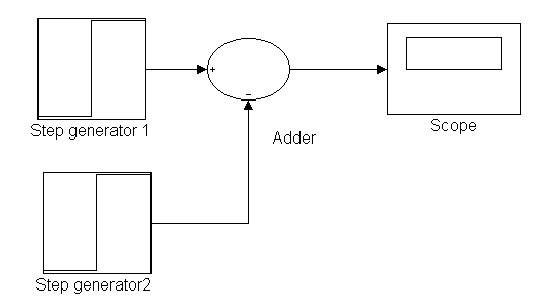 +
-
Step generator 1
Scope
Adder
Step generator2